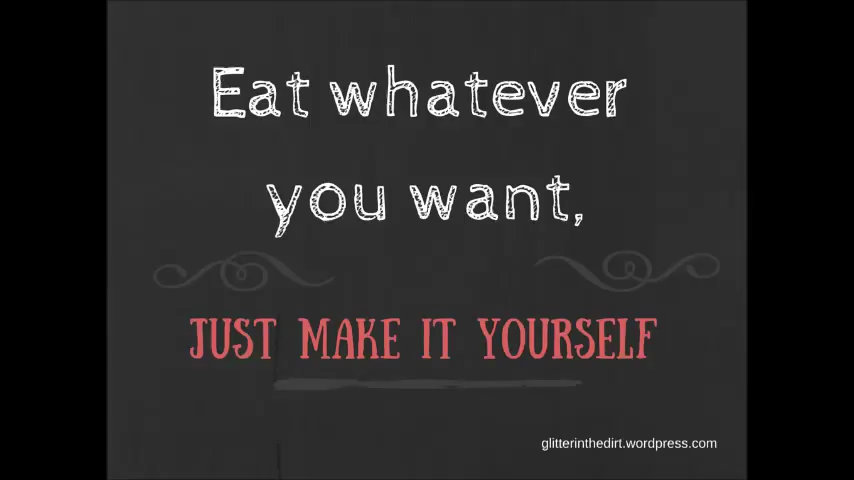 Eat whatever
you want,
JUST MAKE IT YOURSELF
glitterinthedirt.wordpress.com